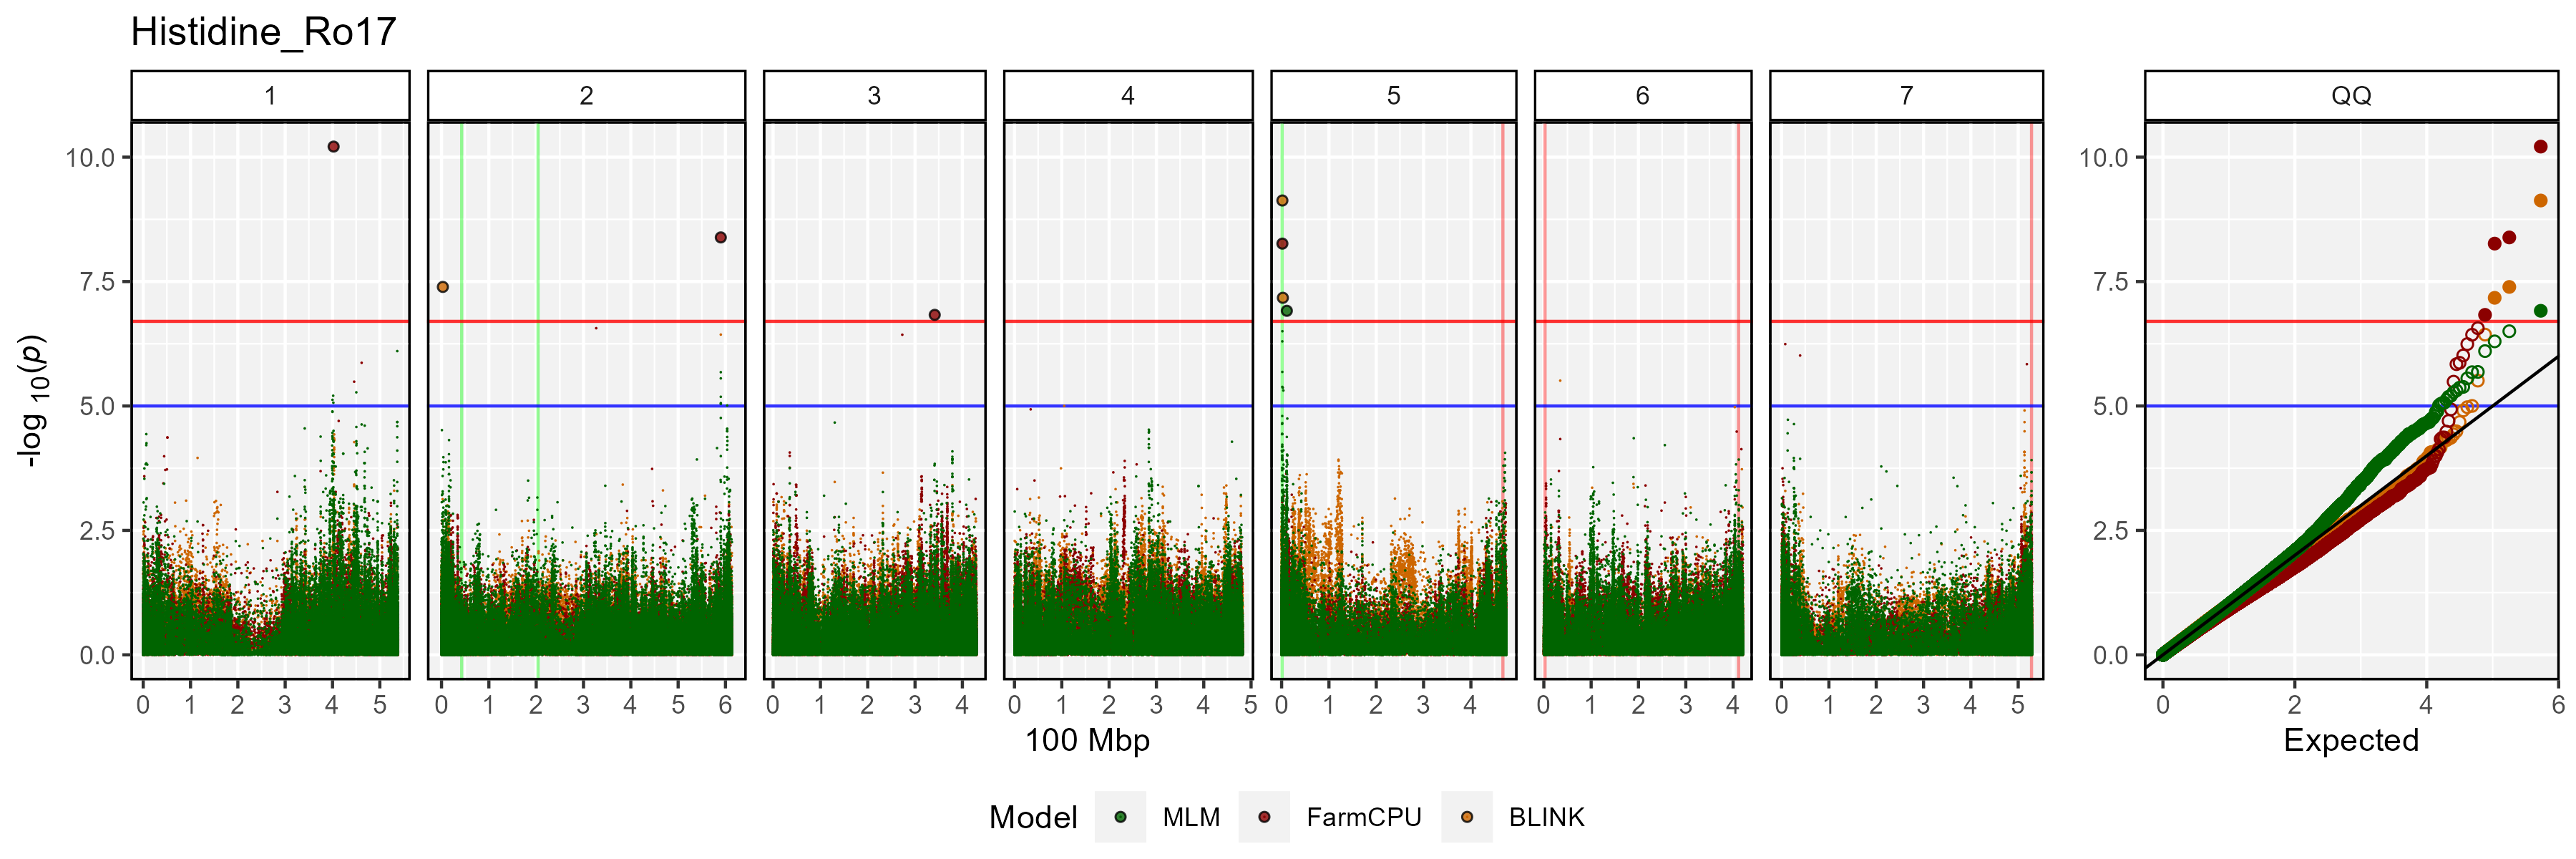 Histidine_Ro17
1 2 3 4 5 6 7 QQ
10.0 10.0
7.5 7.5
5.0 5.0
2.5 2.5
0.0 0.0
-log 10(p)
0 1 2 3 4 5 0 1 2 3 4 5 6 0 1 2 3 4 0 1 2 3 4 5 0 1 2 3 4 0 1 2 3 4 0 1 2 3 4 5 0 2 4 6
100 Mbp Expected
Model MLM FarmCPU BLINK